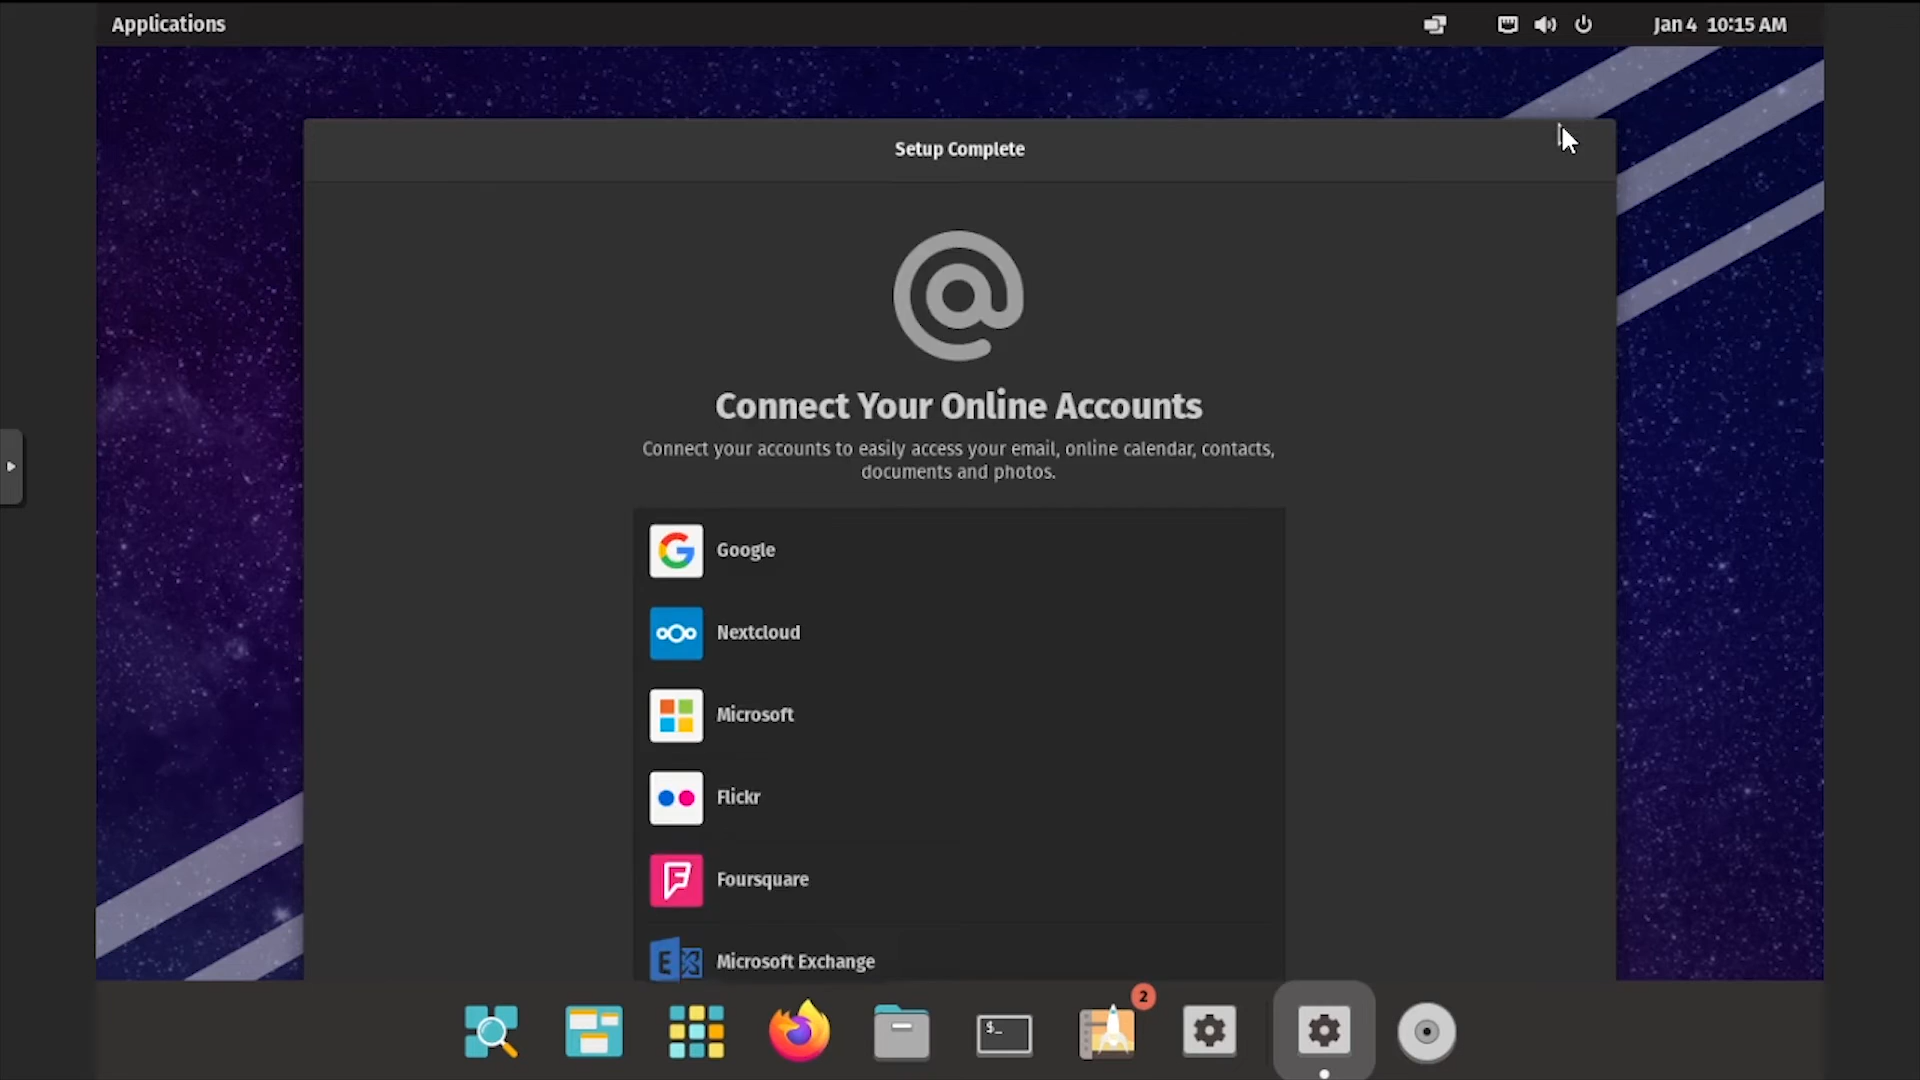 Applications
Jan 4 10:15 AM
Setup Complete
Connect Your Online Accounts
Connect your accounts to easily access your email, online calendar, contacts,
documents and photos.
Google
Nextcloud
Microsoft
Flickr
Foursquare
E
Microsoft Exchange
$_
2